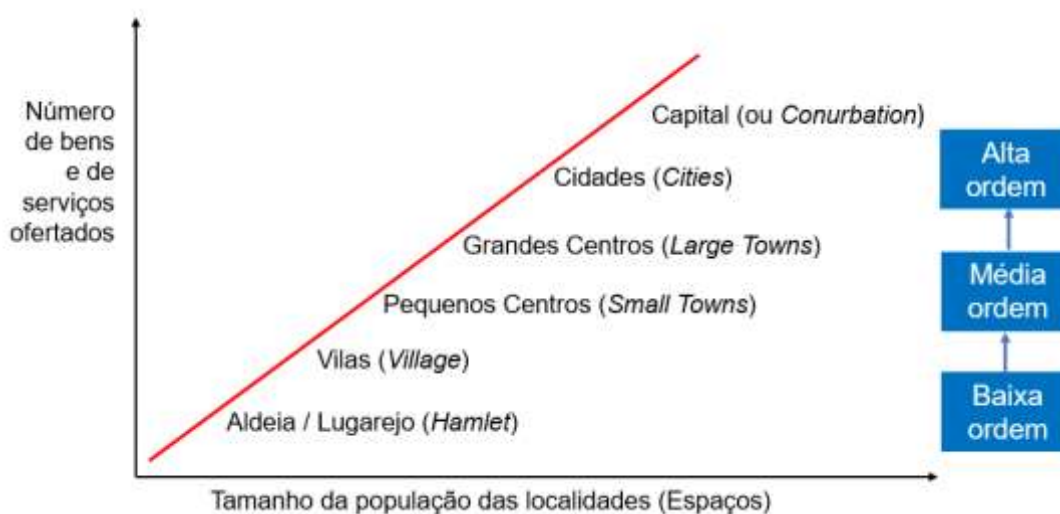 Número
de bens
e de
serviços
ofertados
Capital (ou Conurbation)
Cidades (Cities)
Grandes Centros (Large Towns)
Pequenos Centros (Small Towns)
Vilas (Village)
Aldeia / Lugarejo (Hamlet)
Tamanho da população das localidades (Espaços)
Alta
ordem
Média
ordem
Baixa
ordem